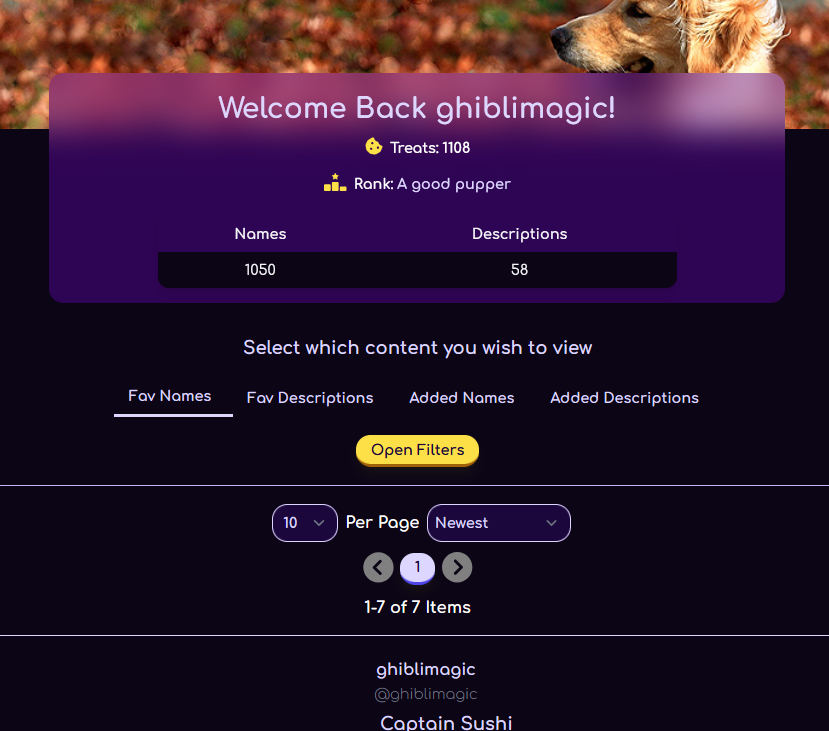 Welcome Back ghiblimagic!
Treats: 1108
Rank: A good pupper
Names Descriptions
1050 58
Select which content you wish to view
Fav Names Fav Descriptions Added Names Added Descriptions
Open Filters
10 Per Page Newest
1
1-7 of 7 Items
ghiblimagic
@ghiblimagic
Captain Sushi